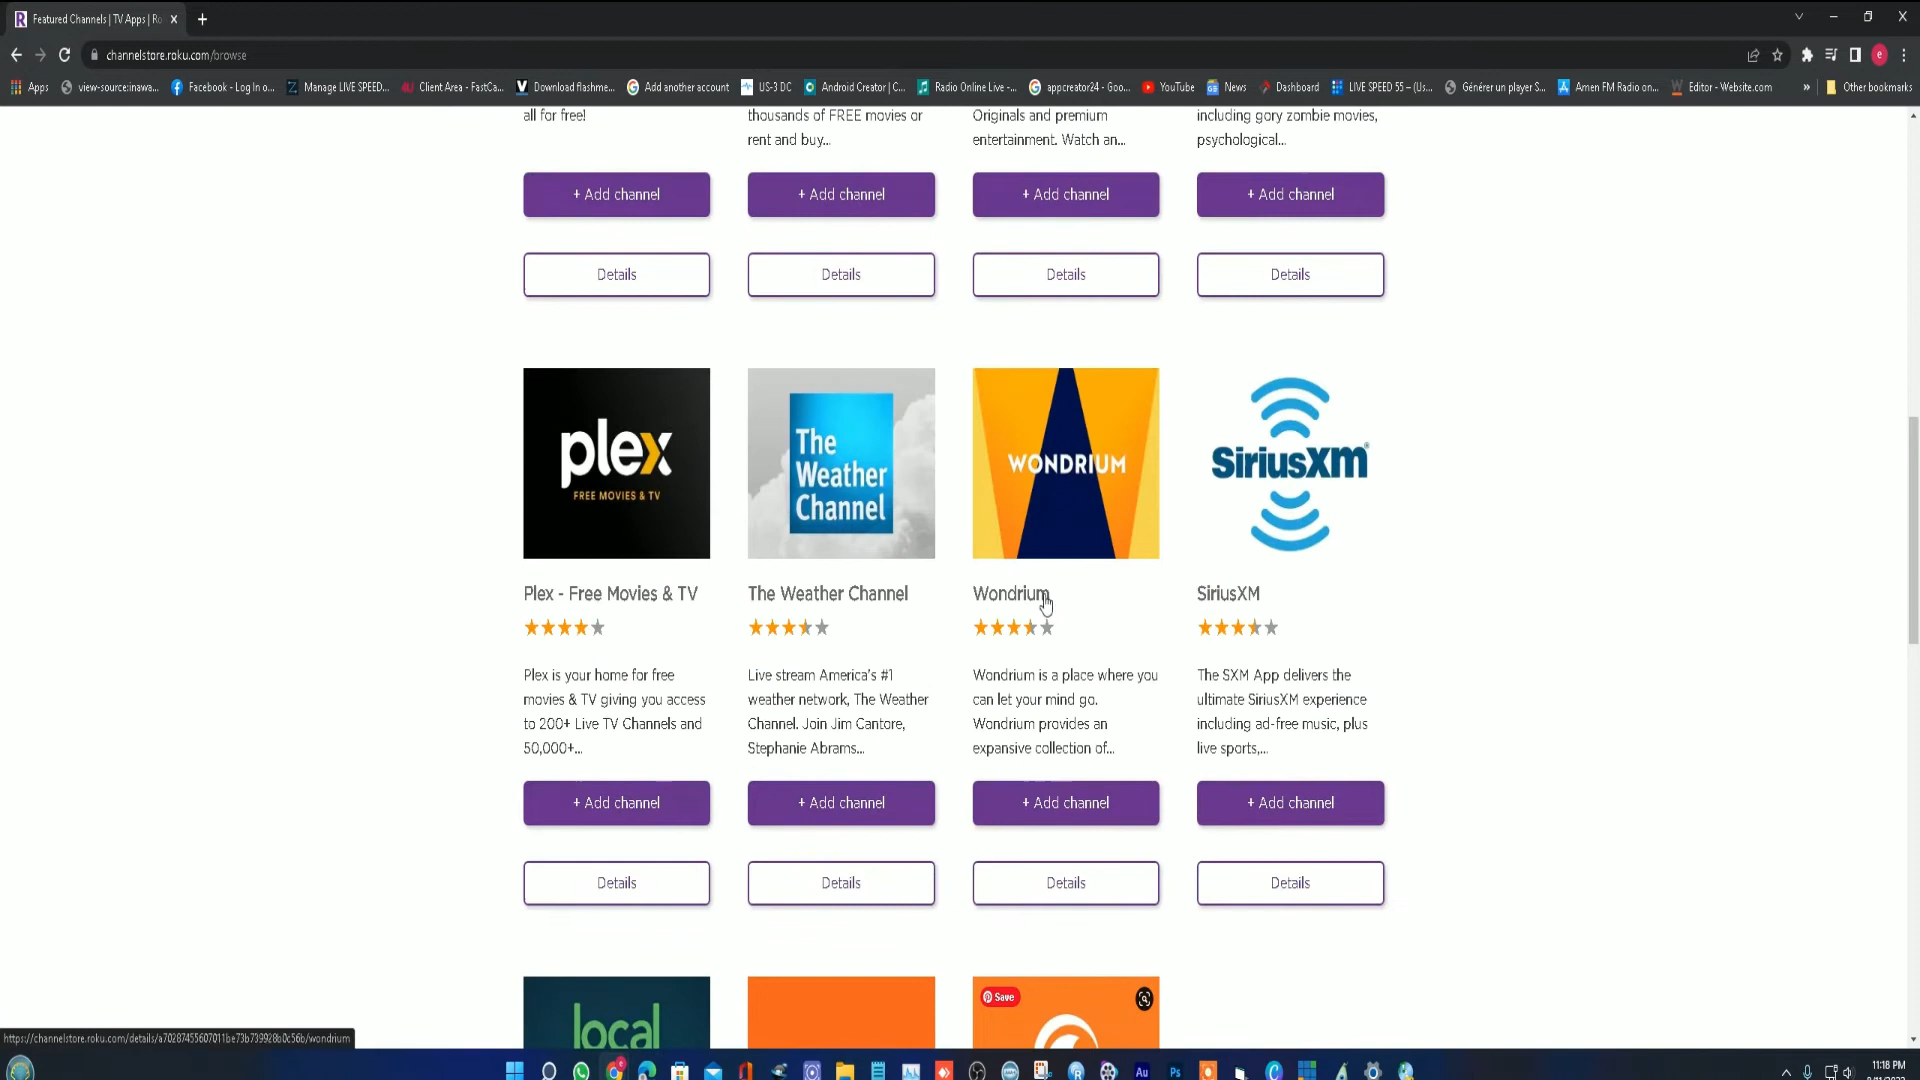 Featured Channels | TV Apps | Ro
channelstore.roku.com/browse
Apps
view-source:inawa...
Facebook - Log In o...
Manage LIVE SPEED...
Client Area - FastCa...
Download flashme...
Add another account
US-3 DC
Android Creator | C...
Radio Online Live -...
appcreator24 - Goo...
YouTube
News
Dashboard
LIVE SPEED 55 – (Us...
Générer un player S...
Amen FM Radio on...
Editor - Website.com
»
Other bookmarks
all for free!
thousands of FREE movies or
rent and buy...
Originals and premium
entertainment. Watch an...
including gory zombie movies,
psychological...
+ Add channel
+ Add channel
+ Add channel
+ Add channel
Details
Details
Details
Details
plex
FREE MOVIES & TV
The
Weather
Channel
WONDRIUM
SiriusXM
Plex - Free Movies & TV
The Weather Channel
Wondrium
SiriusXM
Plex is your home for free
movies & TV giving you access
to 200+ Live TV Channels and
50,000+...
Live stream America's #1
weather network, The Weather
Channel. Join Jim Cantore,
Stephanie Abrams...
Wondrium is a place where you
can let your mind go.
Wondrium provides an
expansive collection of...
The SXM App delivers the
ultimate SiriusXM experience
including ad-free music, plus
live sports,...
+ Add channel
+ Add channel
+ Add channel
+ Add channel
Details
Details
Details
Details
local
Save
https://channelstore.roku.com/details/a70287455607011be73b739928b0c56b/wondrium
11:18 PM